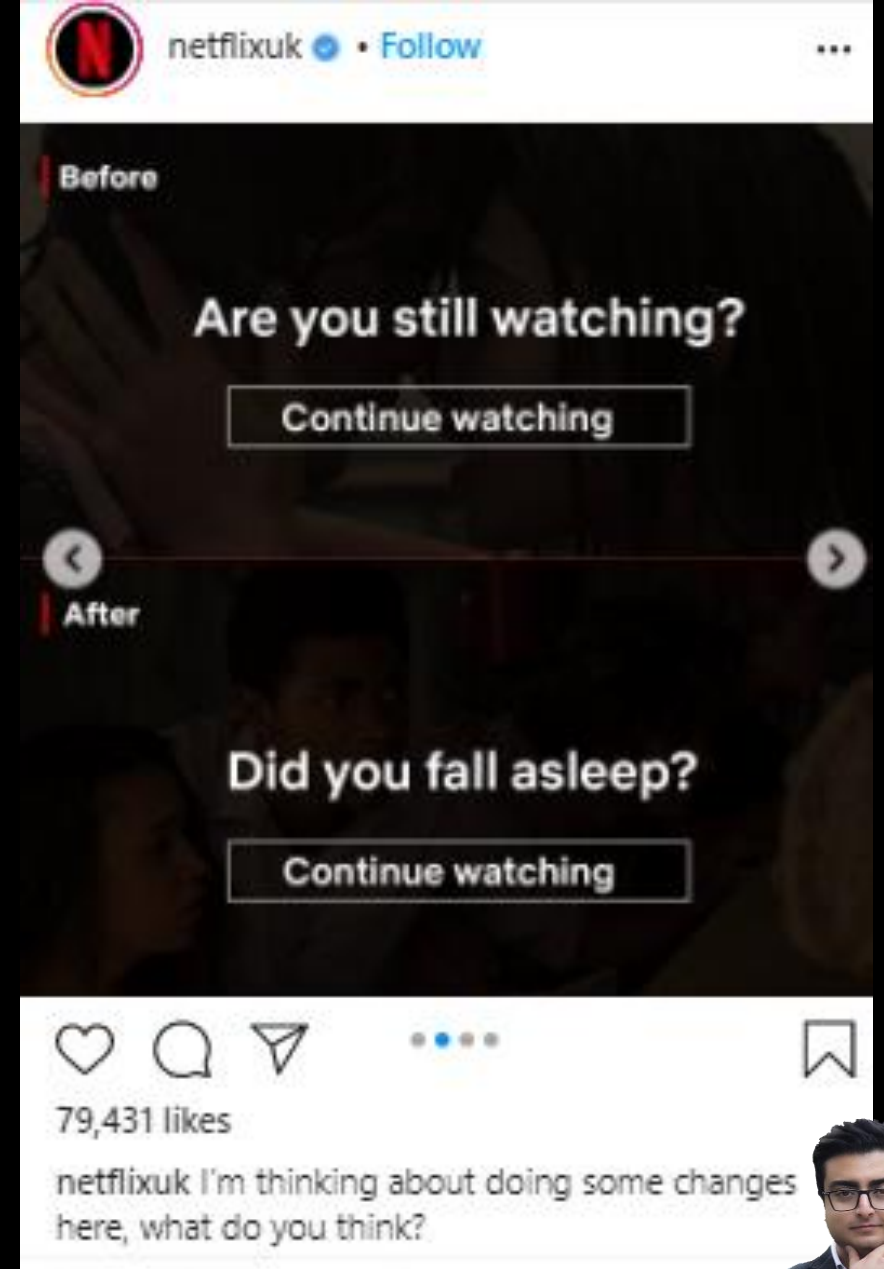 N
netflixuk • Follow
Before
Are you still watching?
Continue watching
After
Did you fall asleep?
Continue watching
79,431 likes
netflixuk I'm thinking about doing some changes
here, what do you think?